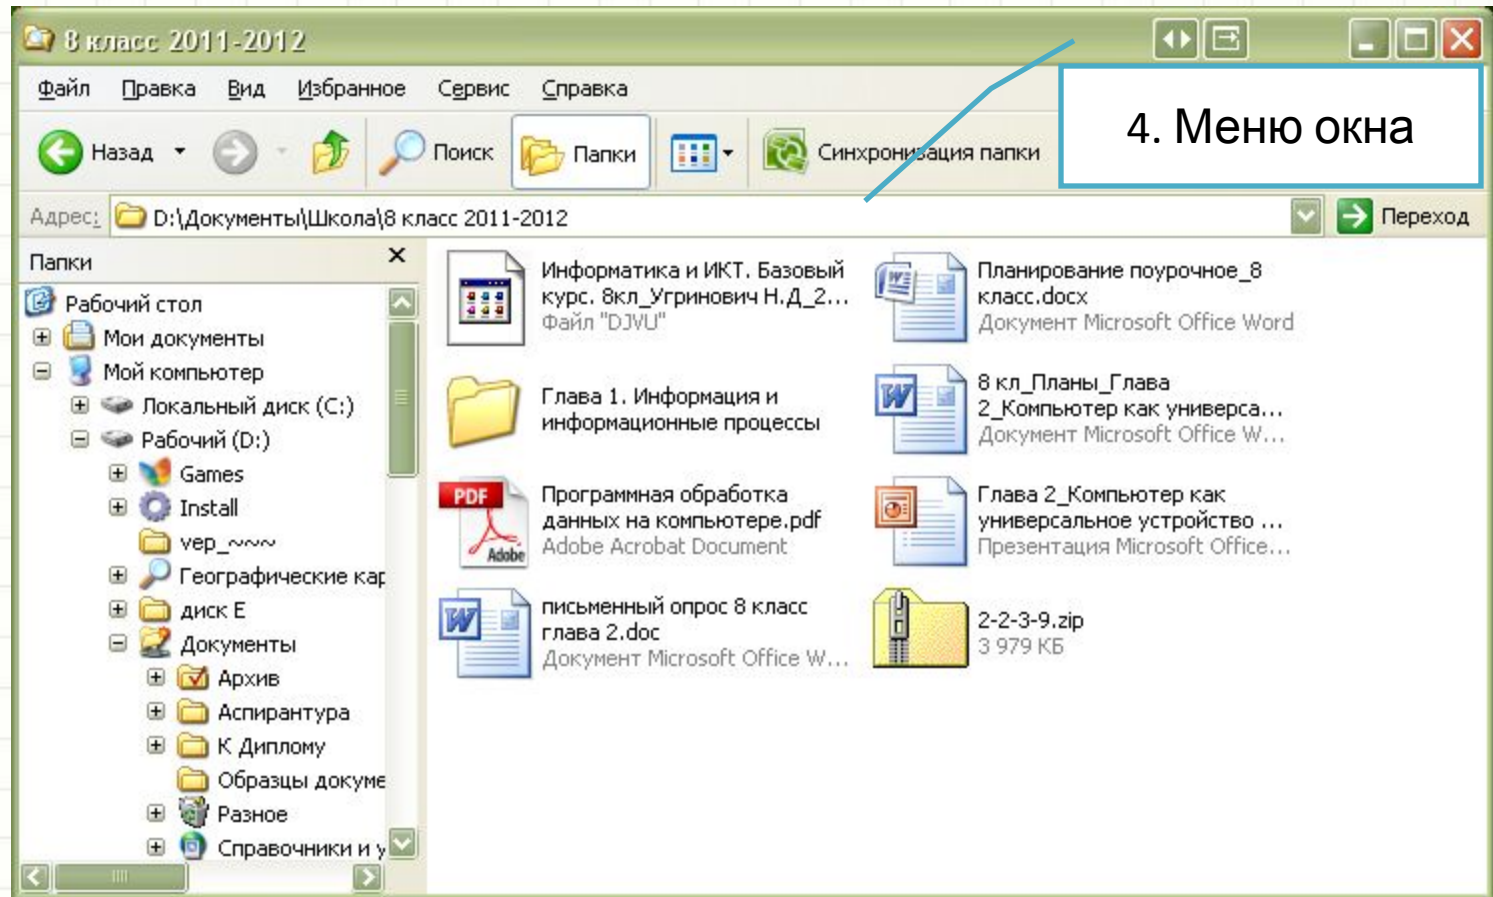 8 класс 2011-2012
Файл Правка Вид Избранное Сервис Справка
4. Меню окна
Назад Поиск Папки Синхронизация папки
Адрес: D:\Документы\Школа\8 класс 2011-2012 Переход
Папки
Рабочий стол
Мои документы
Мой компьютер
Локальный диск (C:)
Рабочий (D:)
Games
Install
vep_~~~
Географические кар
диск E
Документы
Архив
Аспирантура
К Диплому
Образцы докуме
Разное
Справочники и у
Информатика и ИКТ. Базовый
курс. 8кл_Угринович Н.Д_2...
Файл "DJVU"
Планирование поурочное_8
класс.docx
Документ Microsoft Office Word
Глава 1. Информация и
информационные процессы
8 кл_Планы_Глава
2_Компьютер как универса...
Документ Microsoft Office W...
PDF
Adobe
Программная обработка
данных на компьютере.pdf
Adobe Acrobat Document
Глава 2_Компьютер как
универсальное устройство ...
Презентация Microsoft Office...
письменный опрос 8 класс
глава 2.doc
Документ Microsoft Office W...
2-2-3-9.zip
3 979 КБ